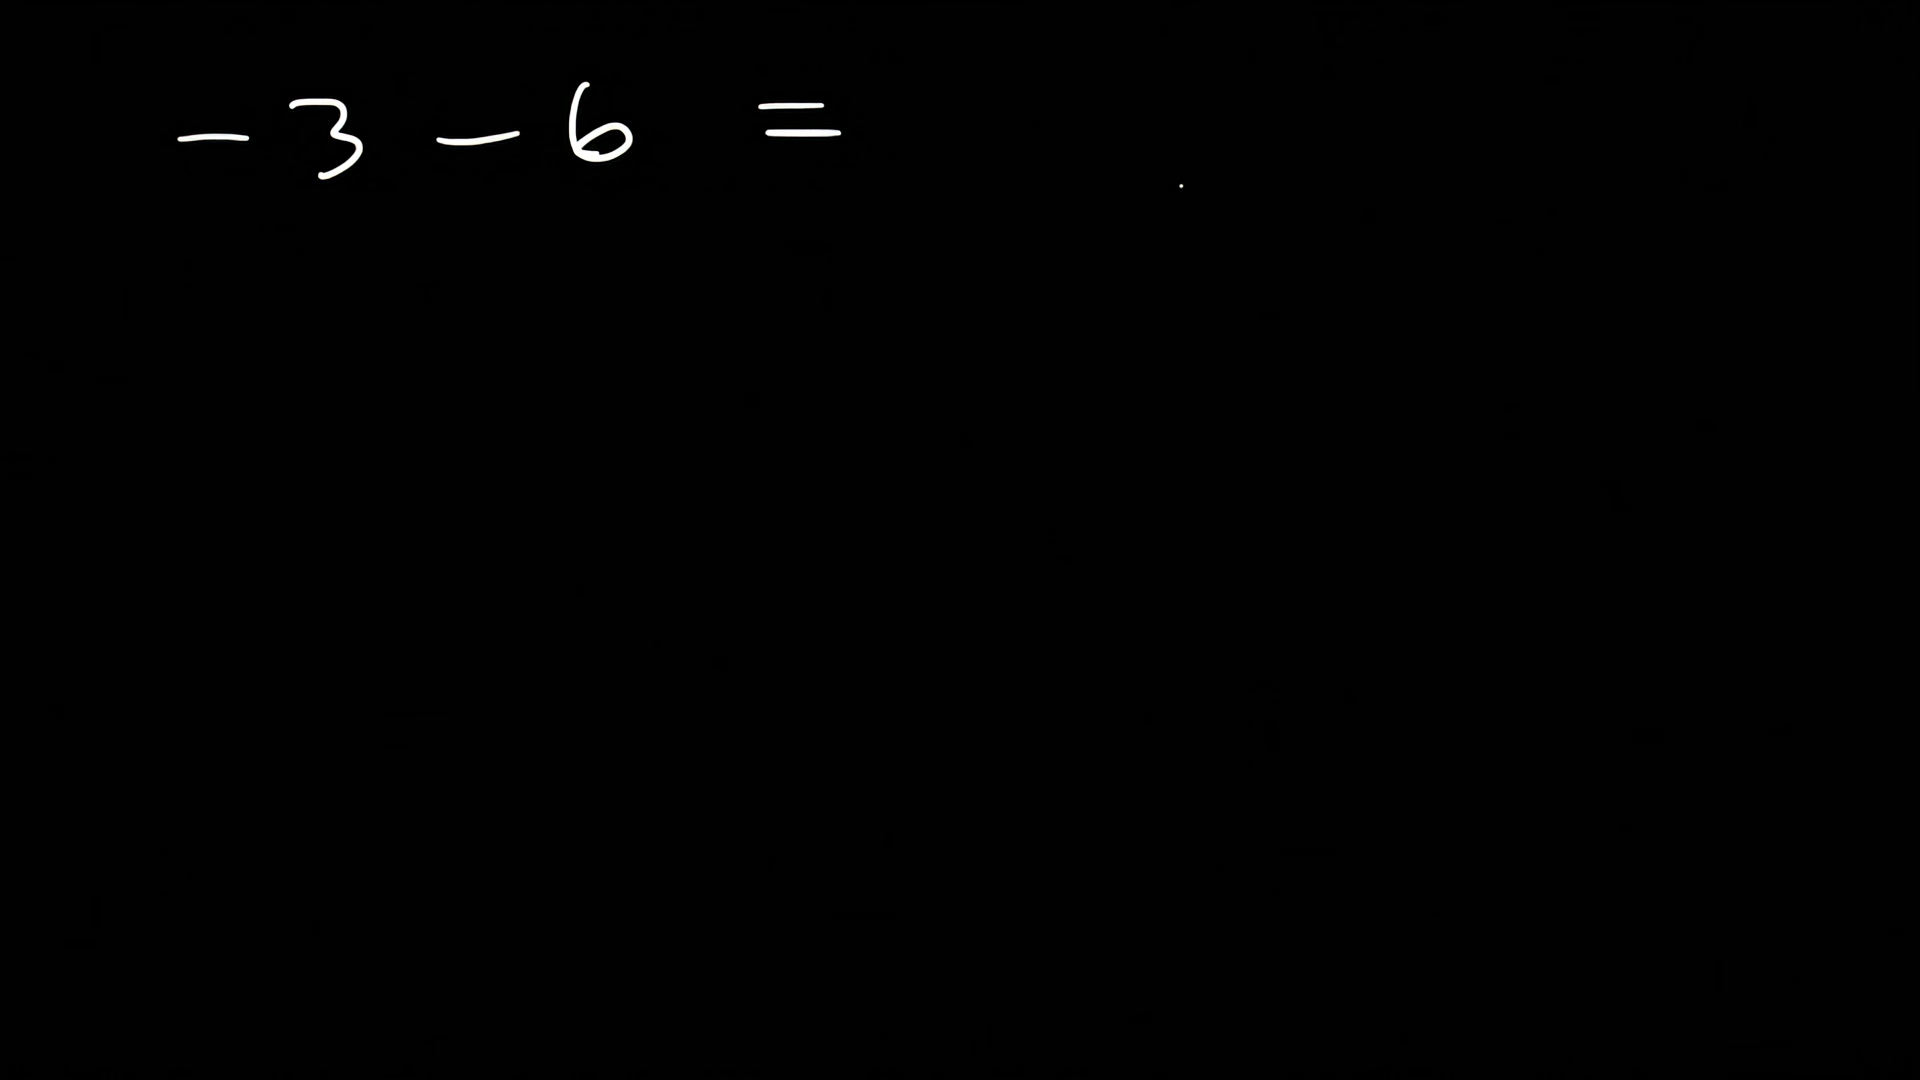 - 3 - 6 =